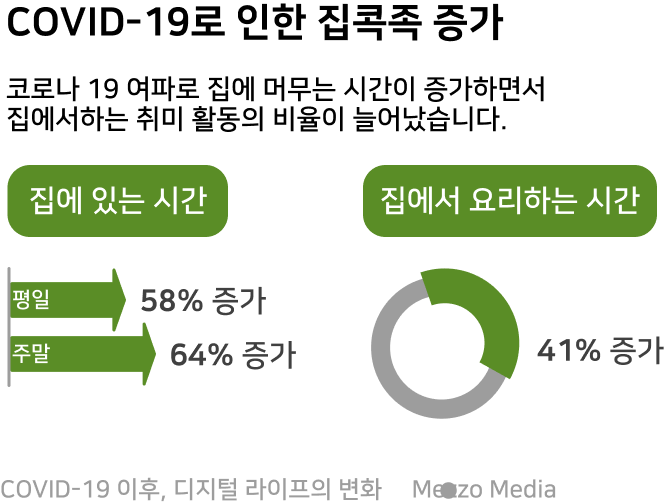 COVID-19로 인한 집콕족 증가
코로나 19 여파로 집에 머무는 시간이 증가하면서
집에서하는 취미 활동의 비율이 늘어났습니다.
집에 있는 시간
집에서 요리하는 시간
평일
58% 증가
주말
64% 증가
41% 증가
COVID-19 이후, 디지털 라이프의 변화
Media